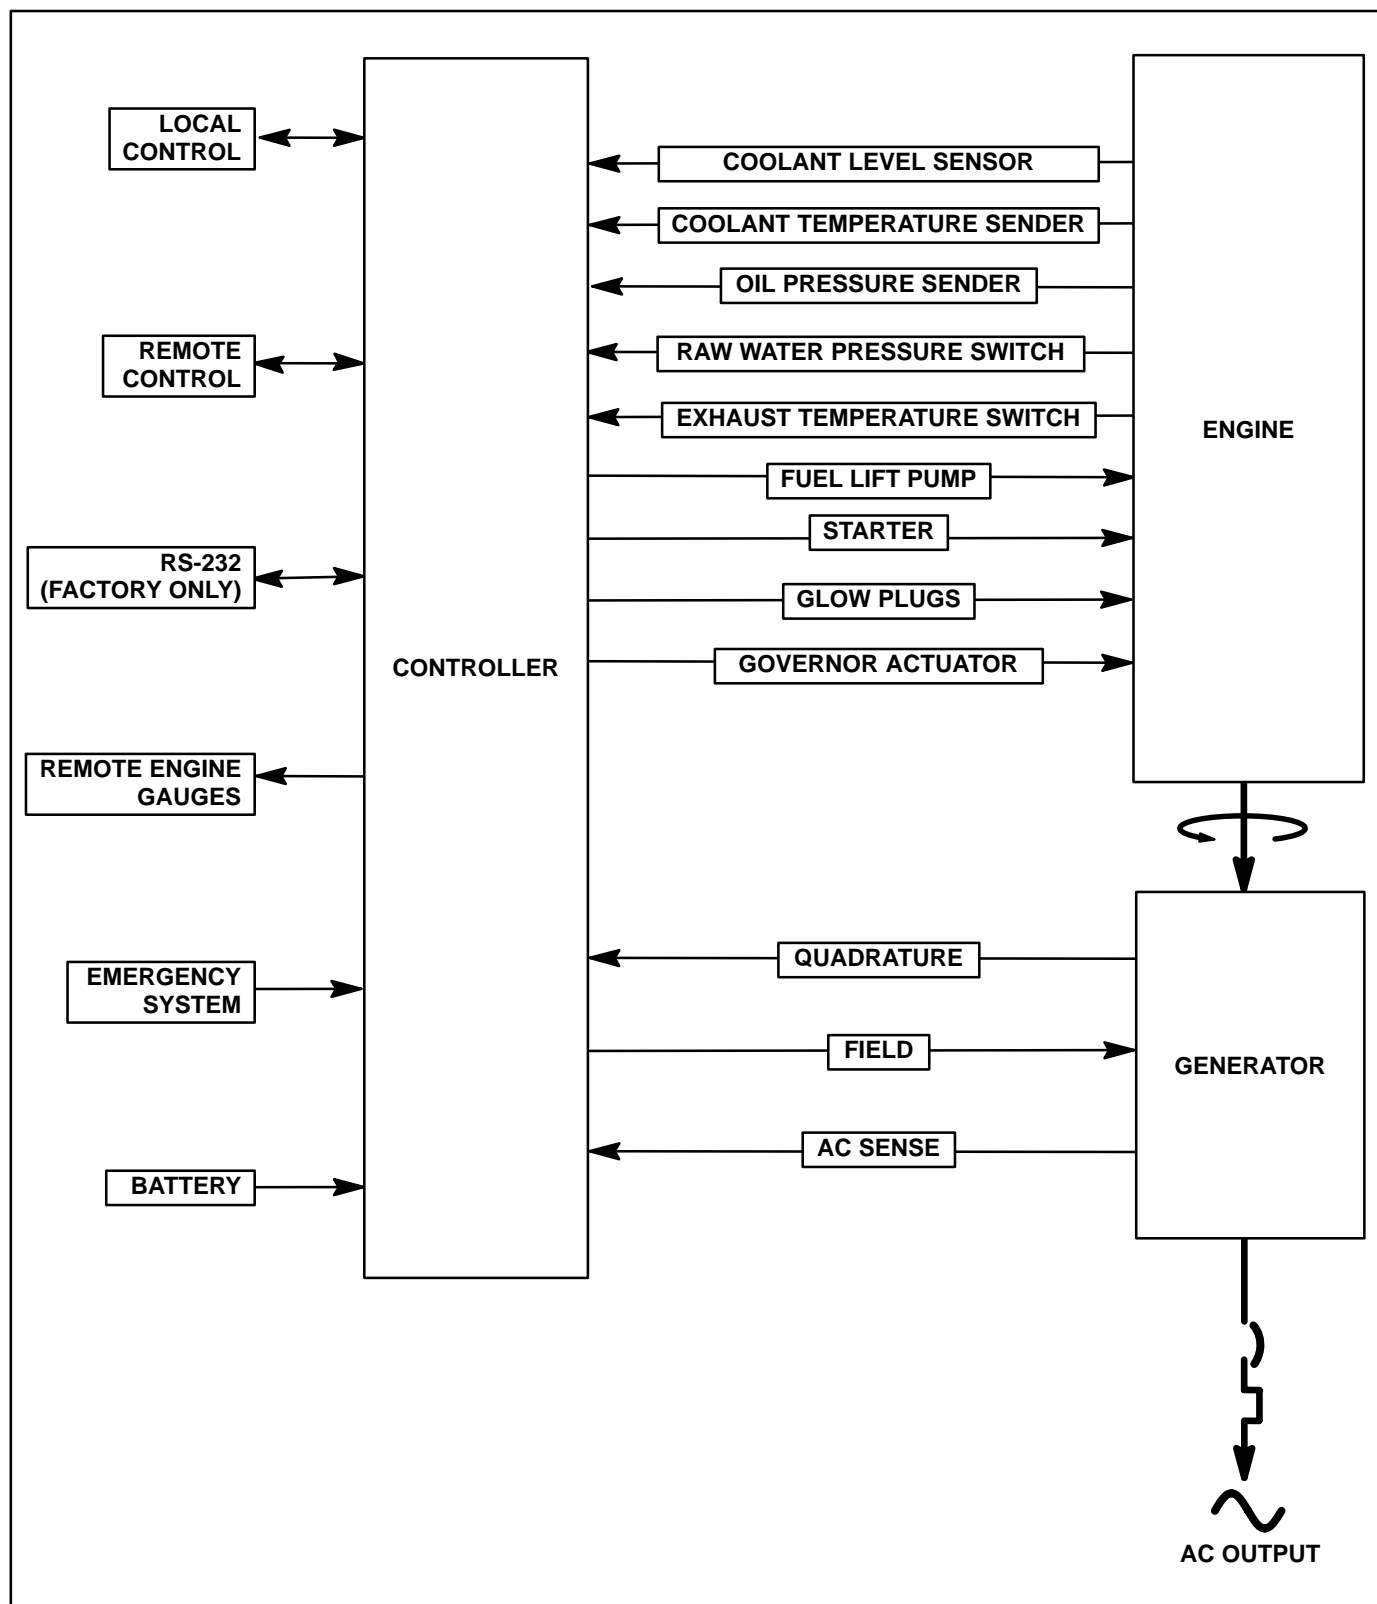 LOCAL
CONTROL
REMOTE
CONTROL
RS-232
(FACTORY ONLY)
REMOTE ENGINE
GAUGES
EMERGENCY
SYSTEM
BATTERY
CONTROLLER
COOLANT LEVEL SENSOR
COOLANT TEMPERATURE SENDER
OIL PRESSURE SENDER
RAW WATER PRESSURE SWITCH
EXHAUST TEMPERATURE SWITCH
FUEL LIFT PUMP
STARTER
GLOW PLUGS
GOVERNOR ACTUATOR
QUADRATURE
FIELD
AC SENSE
ENGINE
GENERATOR
AC OUTPUT